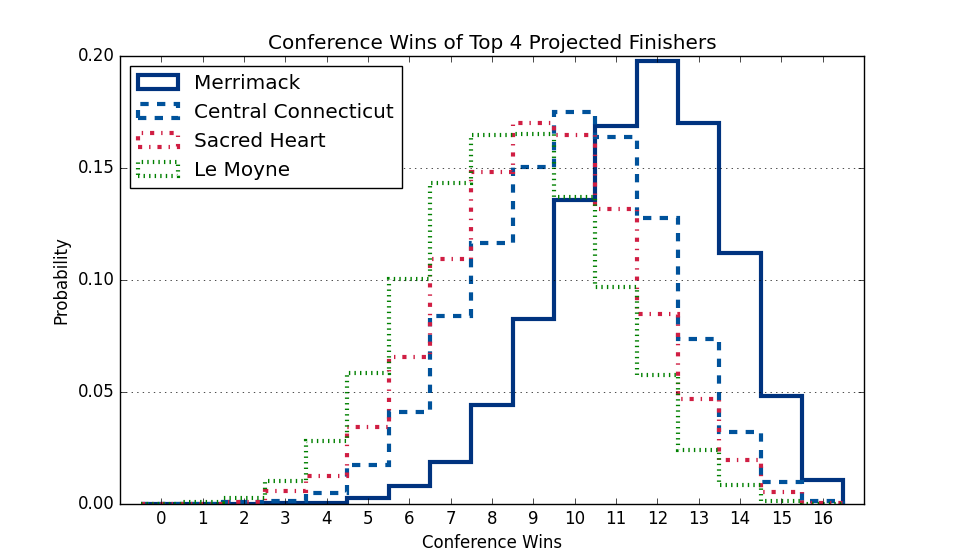 Conference Wins of Top 4 Projected Finishers
0.20
Merrimack
Central Connecticut
Sacred Heart
Le Moyne
0.15
0.10
0.05
0.00
Probability
0 1 2 3 4 5 6 7 8 9 10 11 12 13 14 15 16
Conference Wins